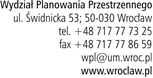 Wydział Planowania Przestrzennego
ul. Świdnicka 53; 50-030 Wrocław
tel. +48 717 77 73 25
fax +48 717 77 86 59
wpl@um.wroc.pl
www.wroclaw.pl